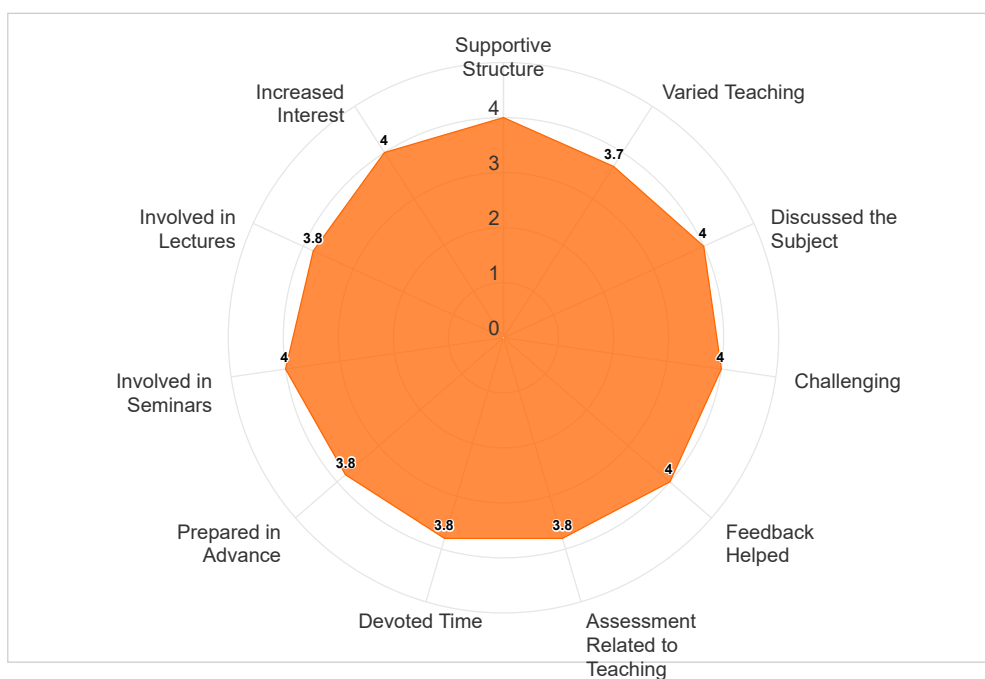 Supportive
Structure
Increased
Interest
Varied Teaching
4
4
3.7
3
Involved in
Lectures
3.8
2
4
Discussed the
Subject
1
0
Involved in
Seminars
4
4
Challenging
3.8
4
Prepared in
Advance
3.8
3.8
Feedback
Helped
Devoted Time
Assessment
Related to
Teaching